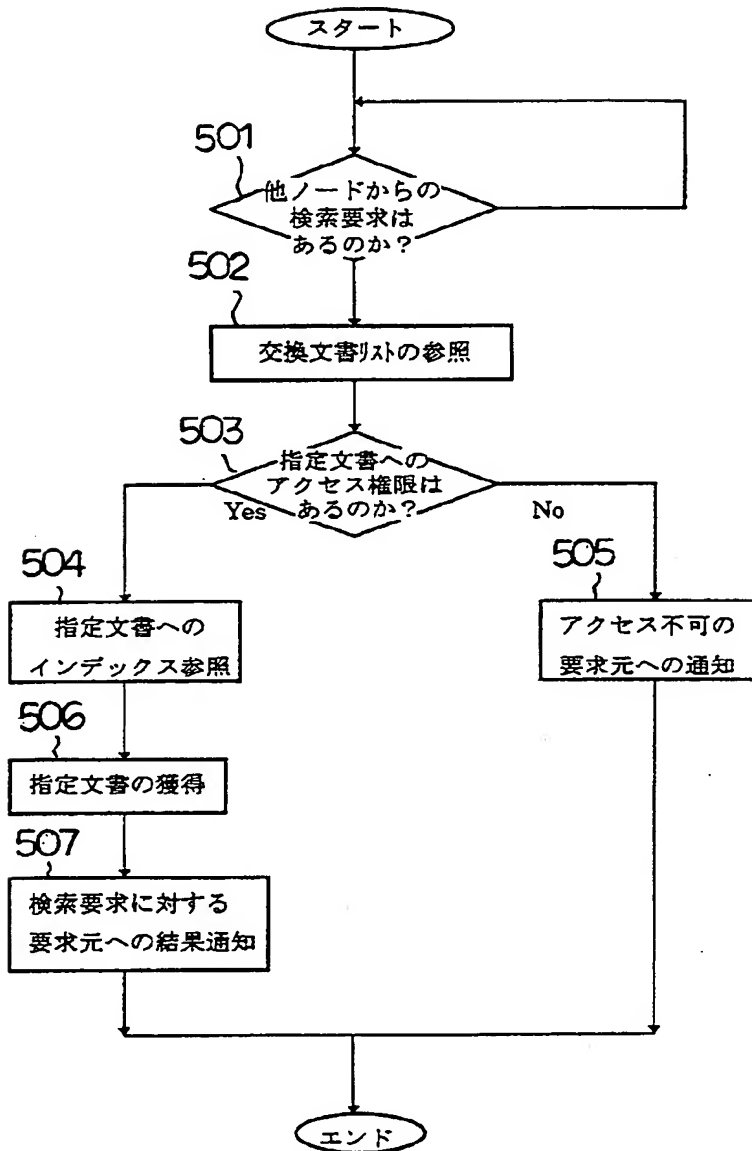 スタート
501
他ノードからの
検索要求は
あるのか？
502
交換文書リストの参照
503
指定文書への
アクセス権限は
あるのか？
Yes
No
504
指定文書への
インデックス参照
505
アクセス不可の
要求元への通知
506
指定文書の獲得
507
検索要求に対する
要求元への結果通知
エンド